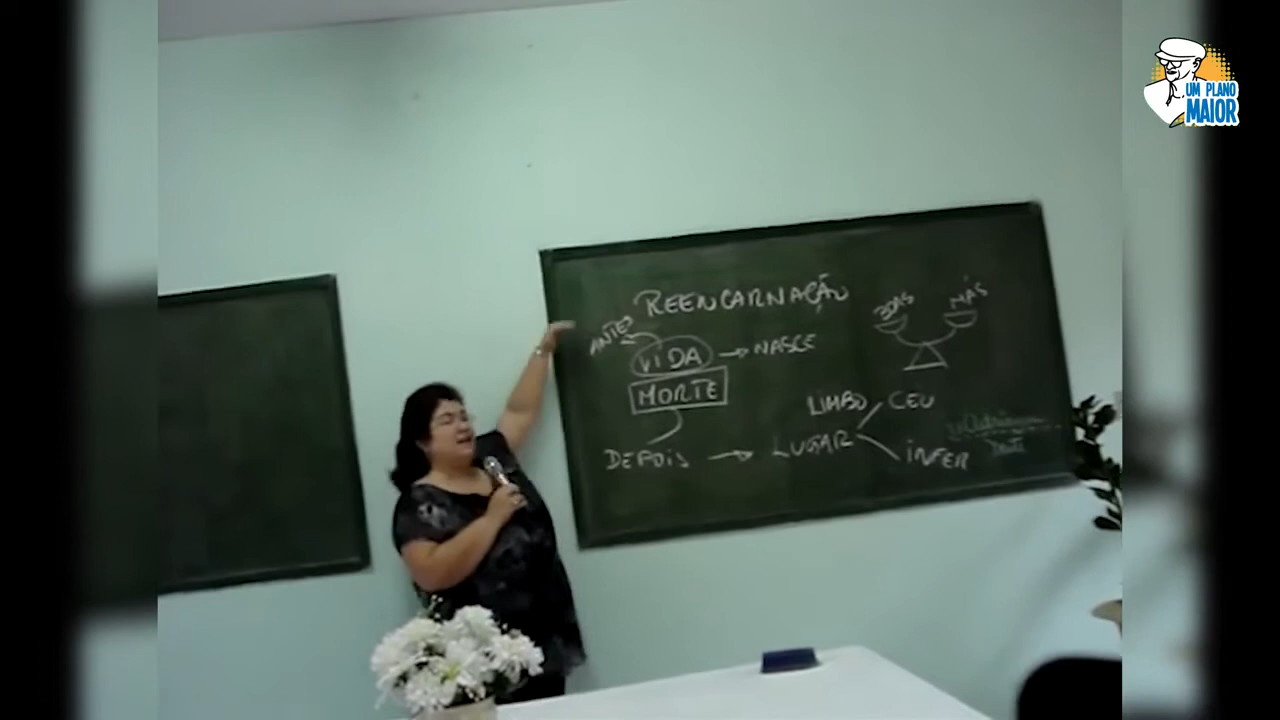 UM PLANO
MAIOR
REENCARNAÇÃO
BOAS
MÁS
ANTES
VIDA
NASCE
MORTE
LIMBO
CEU
DEPOIS
LUGAR
INFER